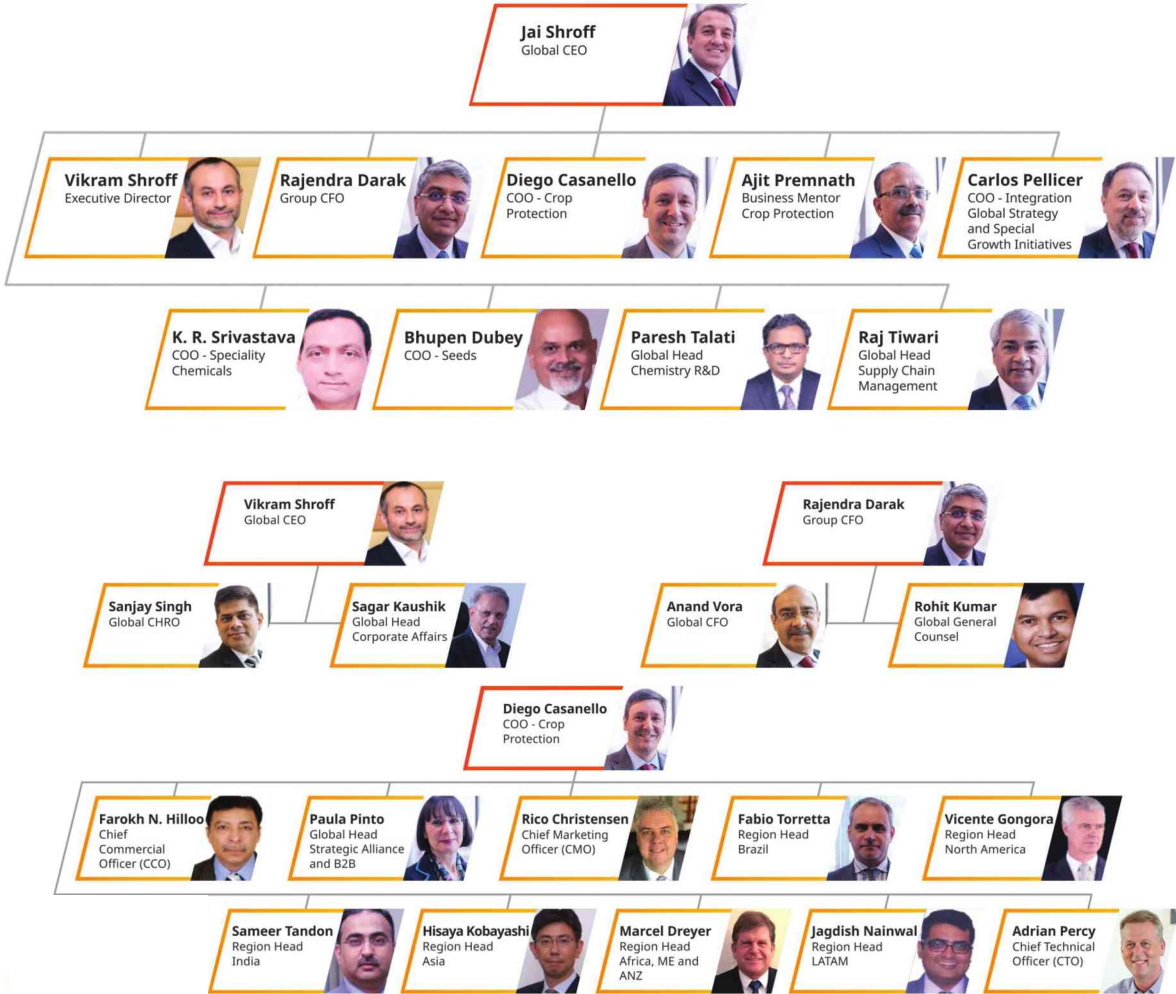 Jai Shroff
Global CEO
Vikram Shroff
Executive Director
Rajendra Darak
Group CFO
Diego Casanello
COO - Crop
Protection
Ajit Premnath
Business Mentor
Crop Protection
Carlos Pellicer
COO - Integration
Global Strategy
and Special
Growth Initiatives
K. R. Srivastava
COO - Speciality
Chemicals
Bhupen Dubey
COO - Seeds
Paresh Talati
Global Head
Chemistry R&D
Raj Tiwari
Global Head
Supply Chain
Management
Vikram Shroff
Global CEO
Rajendra Darak
Group CFO
Sanjay Singh
Global CHRO
Sagar Kaushik
Global Head
Corporate Affairs
Anand Vora
Global CFO
Rohit Kumar
Global General
Counsel
Diego Casanello
COO - Crop
Protection
Farokh N. Hilloo
Chief
Commercial
Officer (CCO)
Paula Pinto
Global Head
Strategic Alliance
and B2B
Rico Christensen
Chief Marketing
Officer (CMO)
Fabio Torretta
Region Head
Brazil
Vicente Gongora
Region Head
North America
Sameer Tandon
Region Head
India
Hisaya Kobayashi
Region Head
Asia
Marcel Dreyer
Region Head
Africa, ME and
ANZ
Jagdish Nainwal
Region Head
LATAM
Adrian Percy
Chief Technical
Officer (CTO)